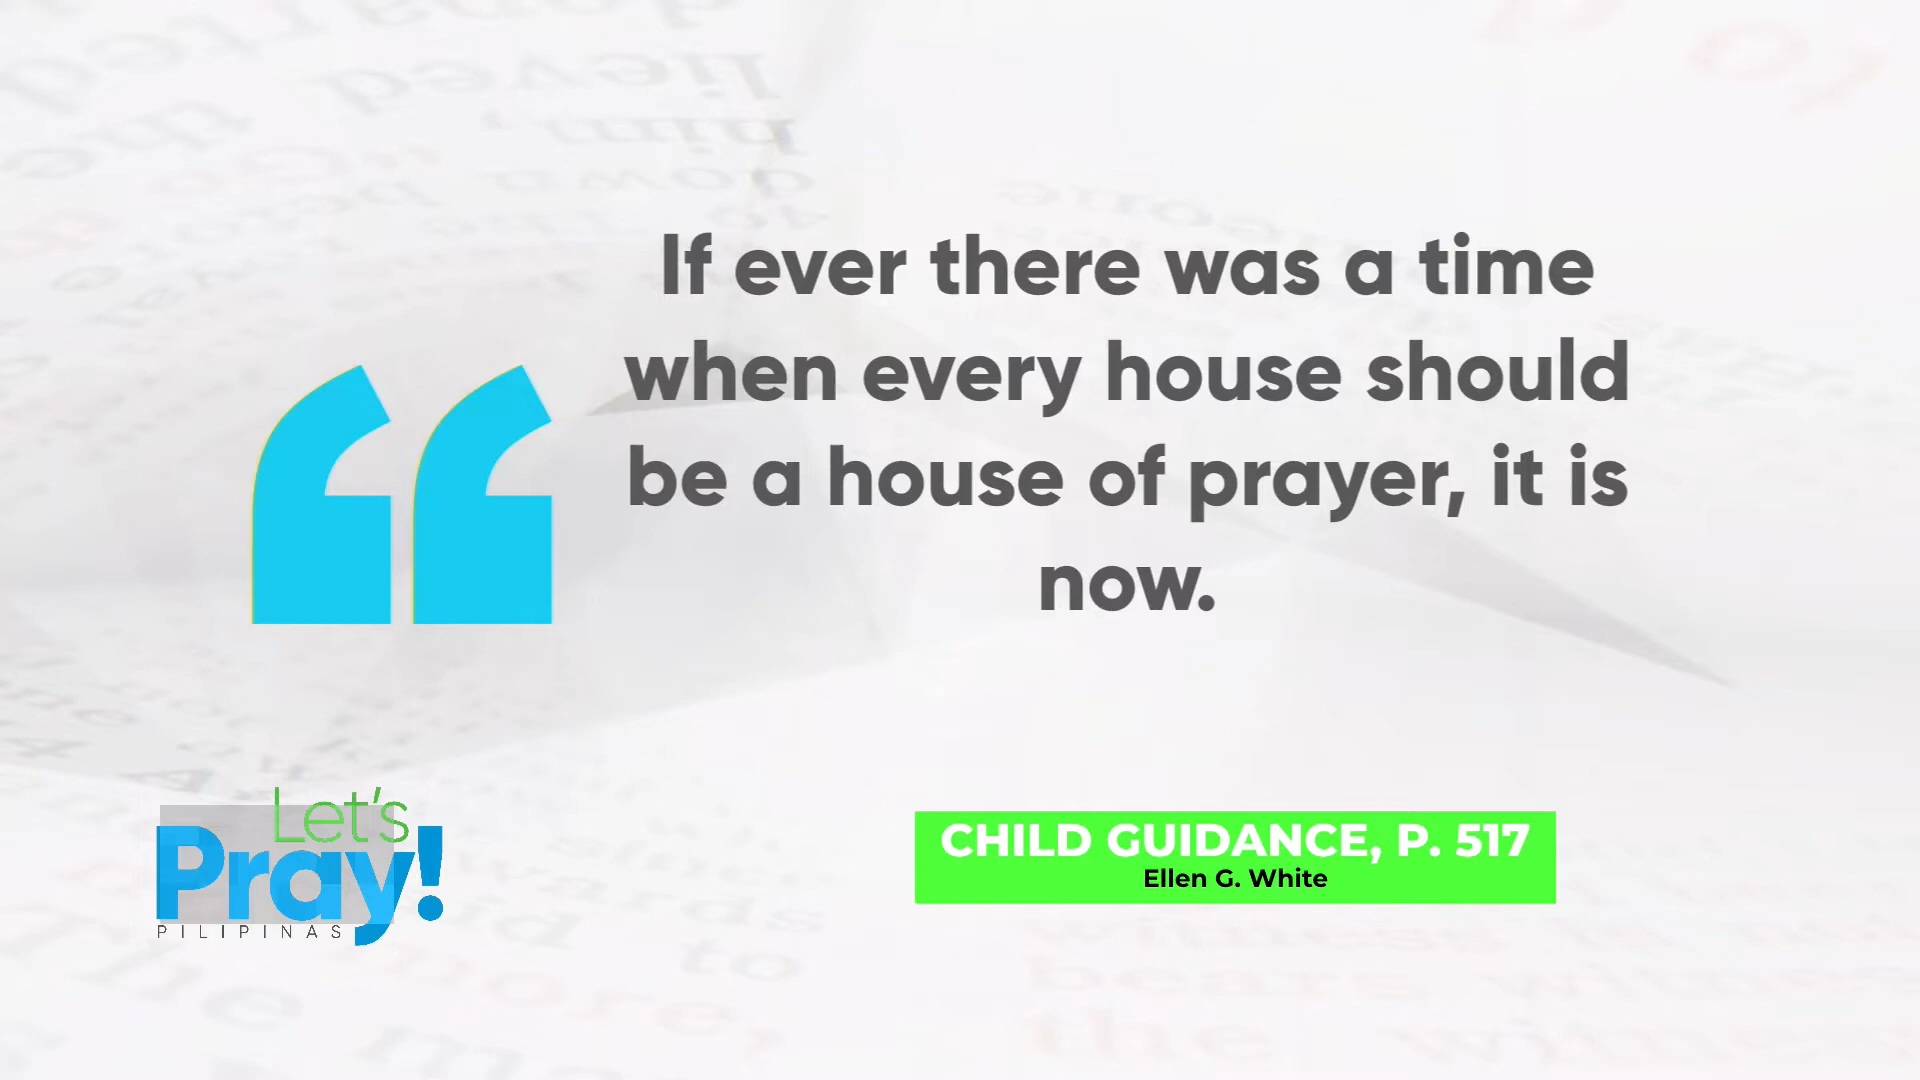 If ever there was a time
when every house should
be a house of prayer, it is
now.
Let's
Pray!
PILIPINAS
CHILD GUIDANCE, P. 517
Ellen G. White